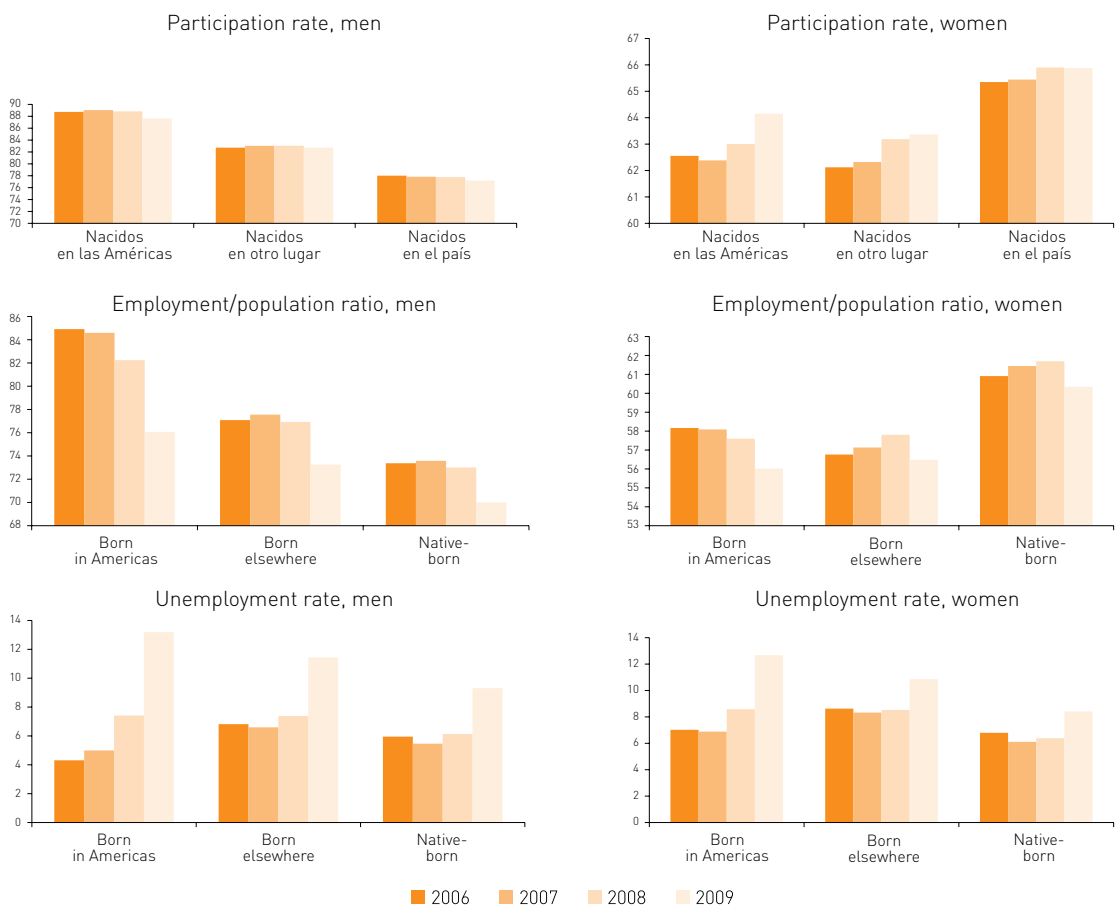 Participation rate, men
90
88
86
84
82
80
78
76
74
72
70
Nacidos
en las Américas
Nacidos
en otro lugar
Nacidos
en el país
Participation rate, women
67
66
65
64
63
62
61
60
Nacidos
en las Américas
Nacidos
en otro lugar
Nacidos
en el país
Employment/population ratio, men
86
84
82
80
78
76
74
72
70
68
Born
in Americas
Born
elsewhere
Native-
born
Employment/population ratio, women
63
62
61
60
59
58
57
56
55
54
53
Born
in Americas
Born
elsewhere
Native-
born
Unemployment rate, men
14
12
10
8
6
4
2
0
Born
in Americas
Born
elsewhere
Native-
born
Unemployment rate, women
14
12
10
8
6
4
2
0
Born
in Americas
Born
elsewhere
Native-
born
2006 2007 2008 2009